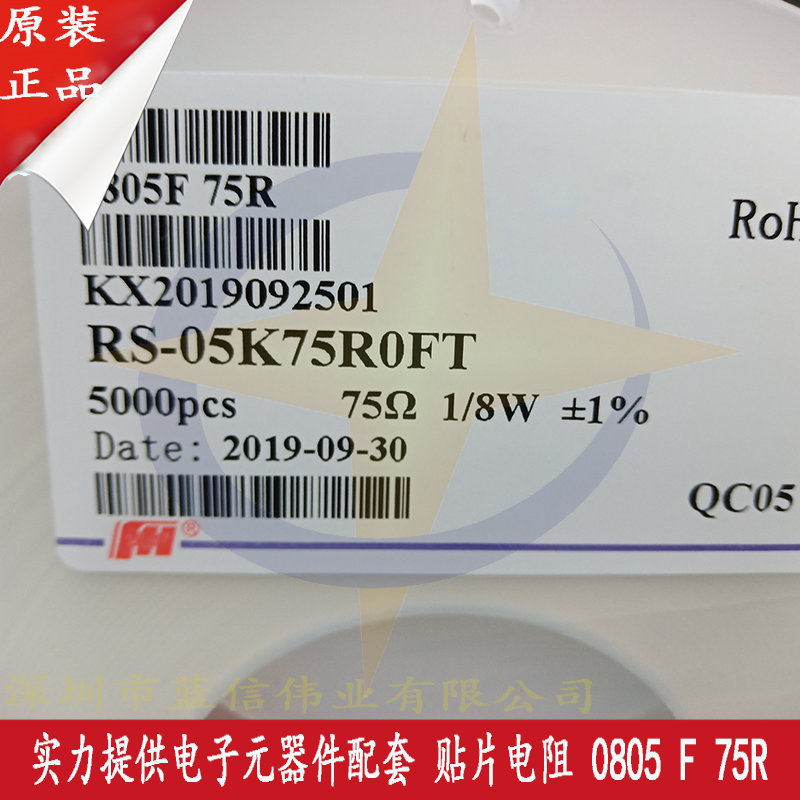 原装
正品
805F 75R
RoH
KX2019092501
RS-05K75R0FT
5000pcs 75Ω 1/8W ±1%
Date: 2019-09-30
QC05
®
深圳市蓝信伟业有限公司
实力提供电子元器件配套 贴片电阻 0805 F 75R